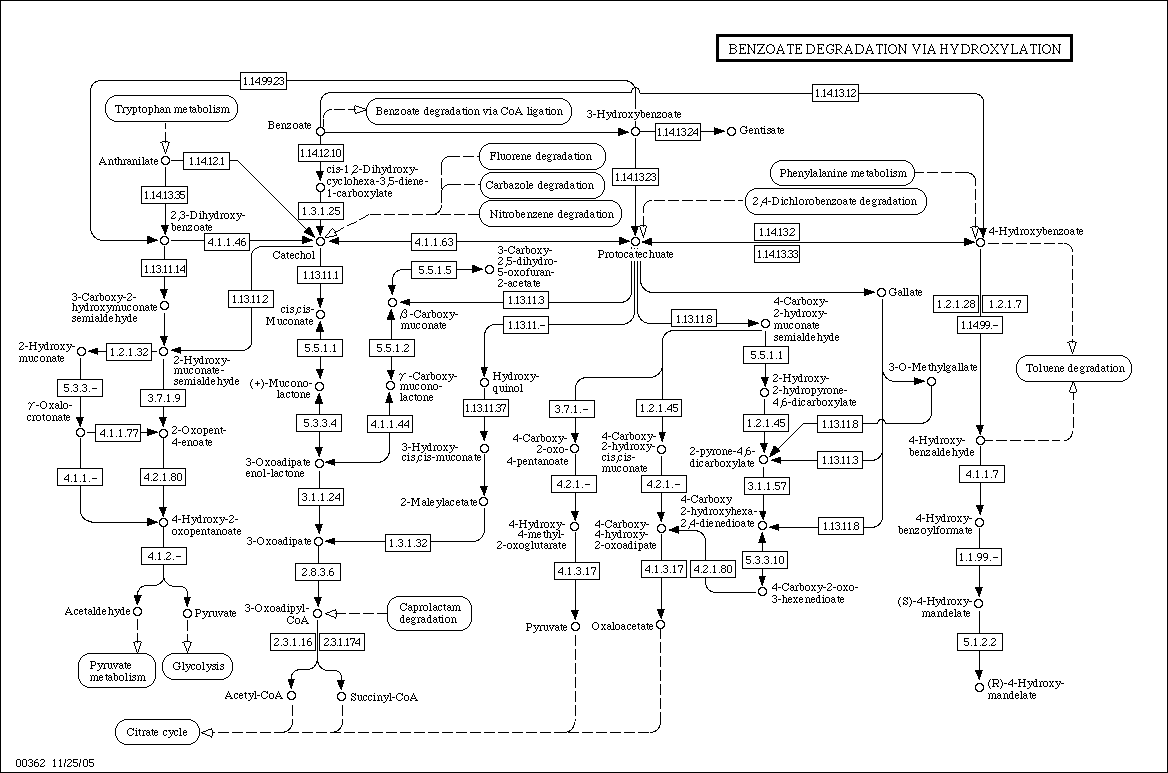 BENZOATE DEGRADATION VIA HYDROXYLATION
1.14.99.23
1.14.13.12
Tryptophan metabolism
Benzoate degradation via CoA ligation
3-Hydroxybenzoate
Benzoate
1.14.13.24
Gentisate
Anthranilate
1.14.12.1
1.14.12.10
Fluorene degradation
Carbazole degradation
Nitrobenzene degradation
1.14.13.23
Phenylalanine metabolism
2,4-Dichlorobenzoate degradation
cis-1,2-Dihydroxy-
cyclohexa-3,5-diene-
1-carboxylate
1.14.13.35
1.3.1.25
2,3-Dihydroxy-
benzoate
4.1.1.46
Catechol
4.1.1.63
Protocatechuate
1.14.13.2
1.14.13.33
4-Hydroxybenzoate
1.13.11.14
1.13.11.1
5.5.1.5
3-Carboxy-
2,5-dihydro-
5-oxofuran-
2-acetate
3-Carboxy-2-
hydroxymuconate
semialdehyde
1.13.11.2
cis,cis-
Muconate
β-Carboxy-
muconate
1.13.11.3
Gallate
1.2.1.28
1.2.1.7
1.14.99.-
1.13.11.-
1.13.11.8
4-Carboxy-
2-hydroxy-
muconate
semialdehyde
2-Hydroxy-
muconate
1.2.1.32
2-Hydroxy-
muconate-
semialdehyde
5.5.1.1
5.5.1.2
5.5.1.1
Toluene degradation
3-O-Methylgallate
5.3.3.-
3.7.1.9
(+)-Mucono-
lactone
γ-Carboxy-
mucono-
lactone
Hydroxy-
quinol
2-Hydroxy-
2-hydropyrone-
4,6-dicarboxylate
γ-Oxalo-
crotonate
1.13.11.37
3.7.1.-
1.2.1.45
1.2.1.45
1.13.11.8
4.1.1.77
2-Oxopent-
4-enoate
5.3.3.4
4.1.1.44
3-Hydroxy-
cis,cis-muconate
4-Carboxy-
2-oxo-
4-pentanoate
4-Carboxy-
2-hydroxy-
cis,cis-
muconate
2-pyrone-4,6-
dicarboxylate
1.13.11.3
4-Hydroxy-
benzaldehyde
3-Oxoadipate
enol-lactone
4.1.1.-
4.2.1.80
3.1.1.24
2-Maleylacetate
4.2.1.-
4.2.1.-
3.1.1.57
4.1.1.7
4-Carboxy
2-hydroxyhexa-
2,4-dienedioate
1.13.11.8
4-Hydroxy-2-
oxopentanoate
3-Oxoadipate
1.3.1.32
4-Hydroxy-
4-methyl-
2-oxoglutarate
4-Carboxy-
4-hydroxy-
2-oxoadipate
4-Hydroxy-
benzoylformate
4.1.2.-
2.8.3.6
4.1.3.17
4.1.3.17
4.2.1.80
5.3.3.10
1.1.99.-
4-Carboxy-2-oxo-
3-hexenedioate
Acetaldehyde
Pyruvate
3-Oxoadipyl-
CoA
Caprolactam
degradation
Pyruvate
Oxaloacetate
(S)-4-Hydroxy-
mandelate
2.3.1.16
2.3.1.174
5.1.2.2
Pyruvate
metabolism
Glycolysis
Acetyl-CoA
Succinyl-CoA
(R)-4-Hydroxy-
mandelate
Citrate cycle
00362 11/25/05